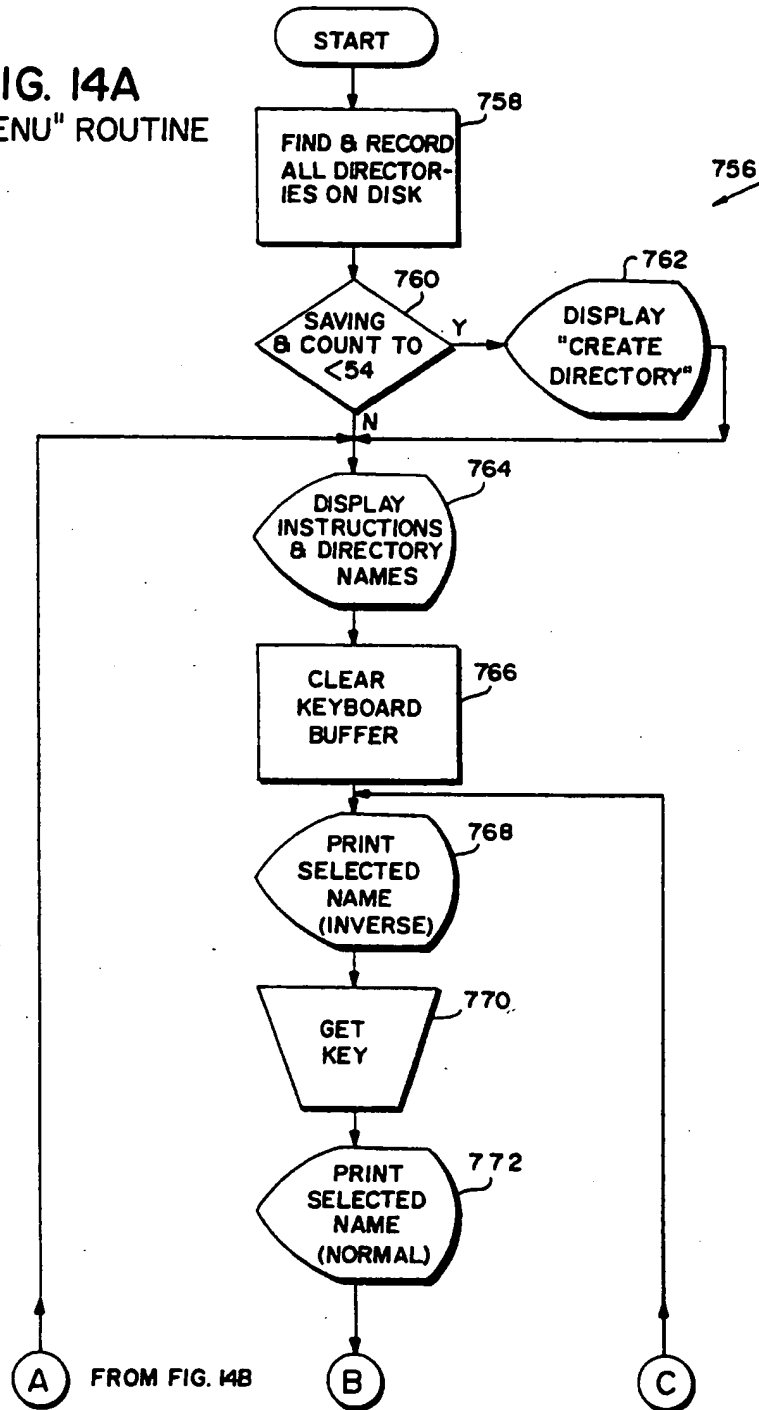 START
IG. 14A
ENU" ROUTINE
758
FIND & RECORD
ALL DIRECTOR-
IES ON DISK
756
760
762
SAVING
& COUNT TO
<54
Y
DISPLAY
"CREATE
DIRECTORY"
N
764
DISPLAY
INSTRUCTIONS
& DIRECTORY
NAMES
766
CLEAR
KEYBOARD
BUFFER
768
PRINT
SELECTED
NAME
(INVERSE)
770
GET
KEY
772
PRINT
SELECTED
NAME
(NORMAL)
A FROM FIG. 14B
B
C